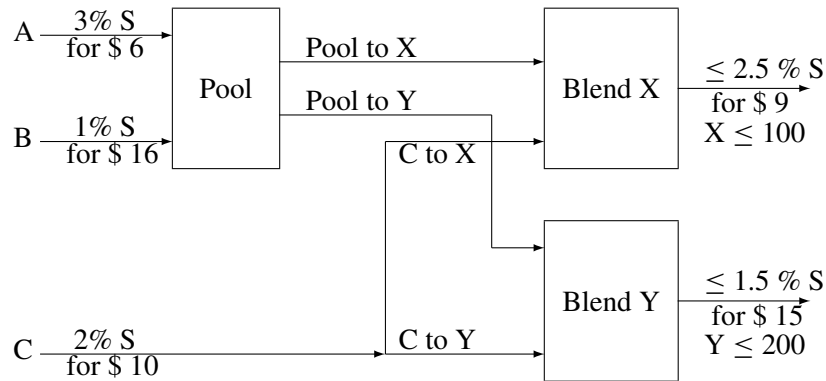 A
3% S
for $ 6
B
1% S
for $ 16
Pool
Pool to X
Pool to Y
C to X
Blend X
≤ 2.5 % S
for $ 9
X ≤ 100
C
2% S
for $ 10
C to Y
Blend Y
≤ 1.5 % S
for $ 15
Y ≤ 200